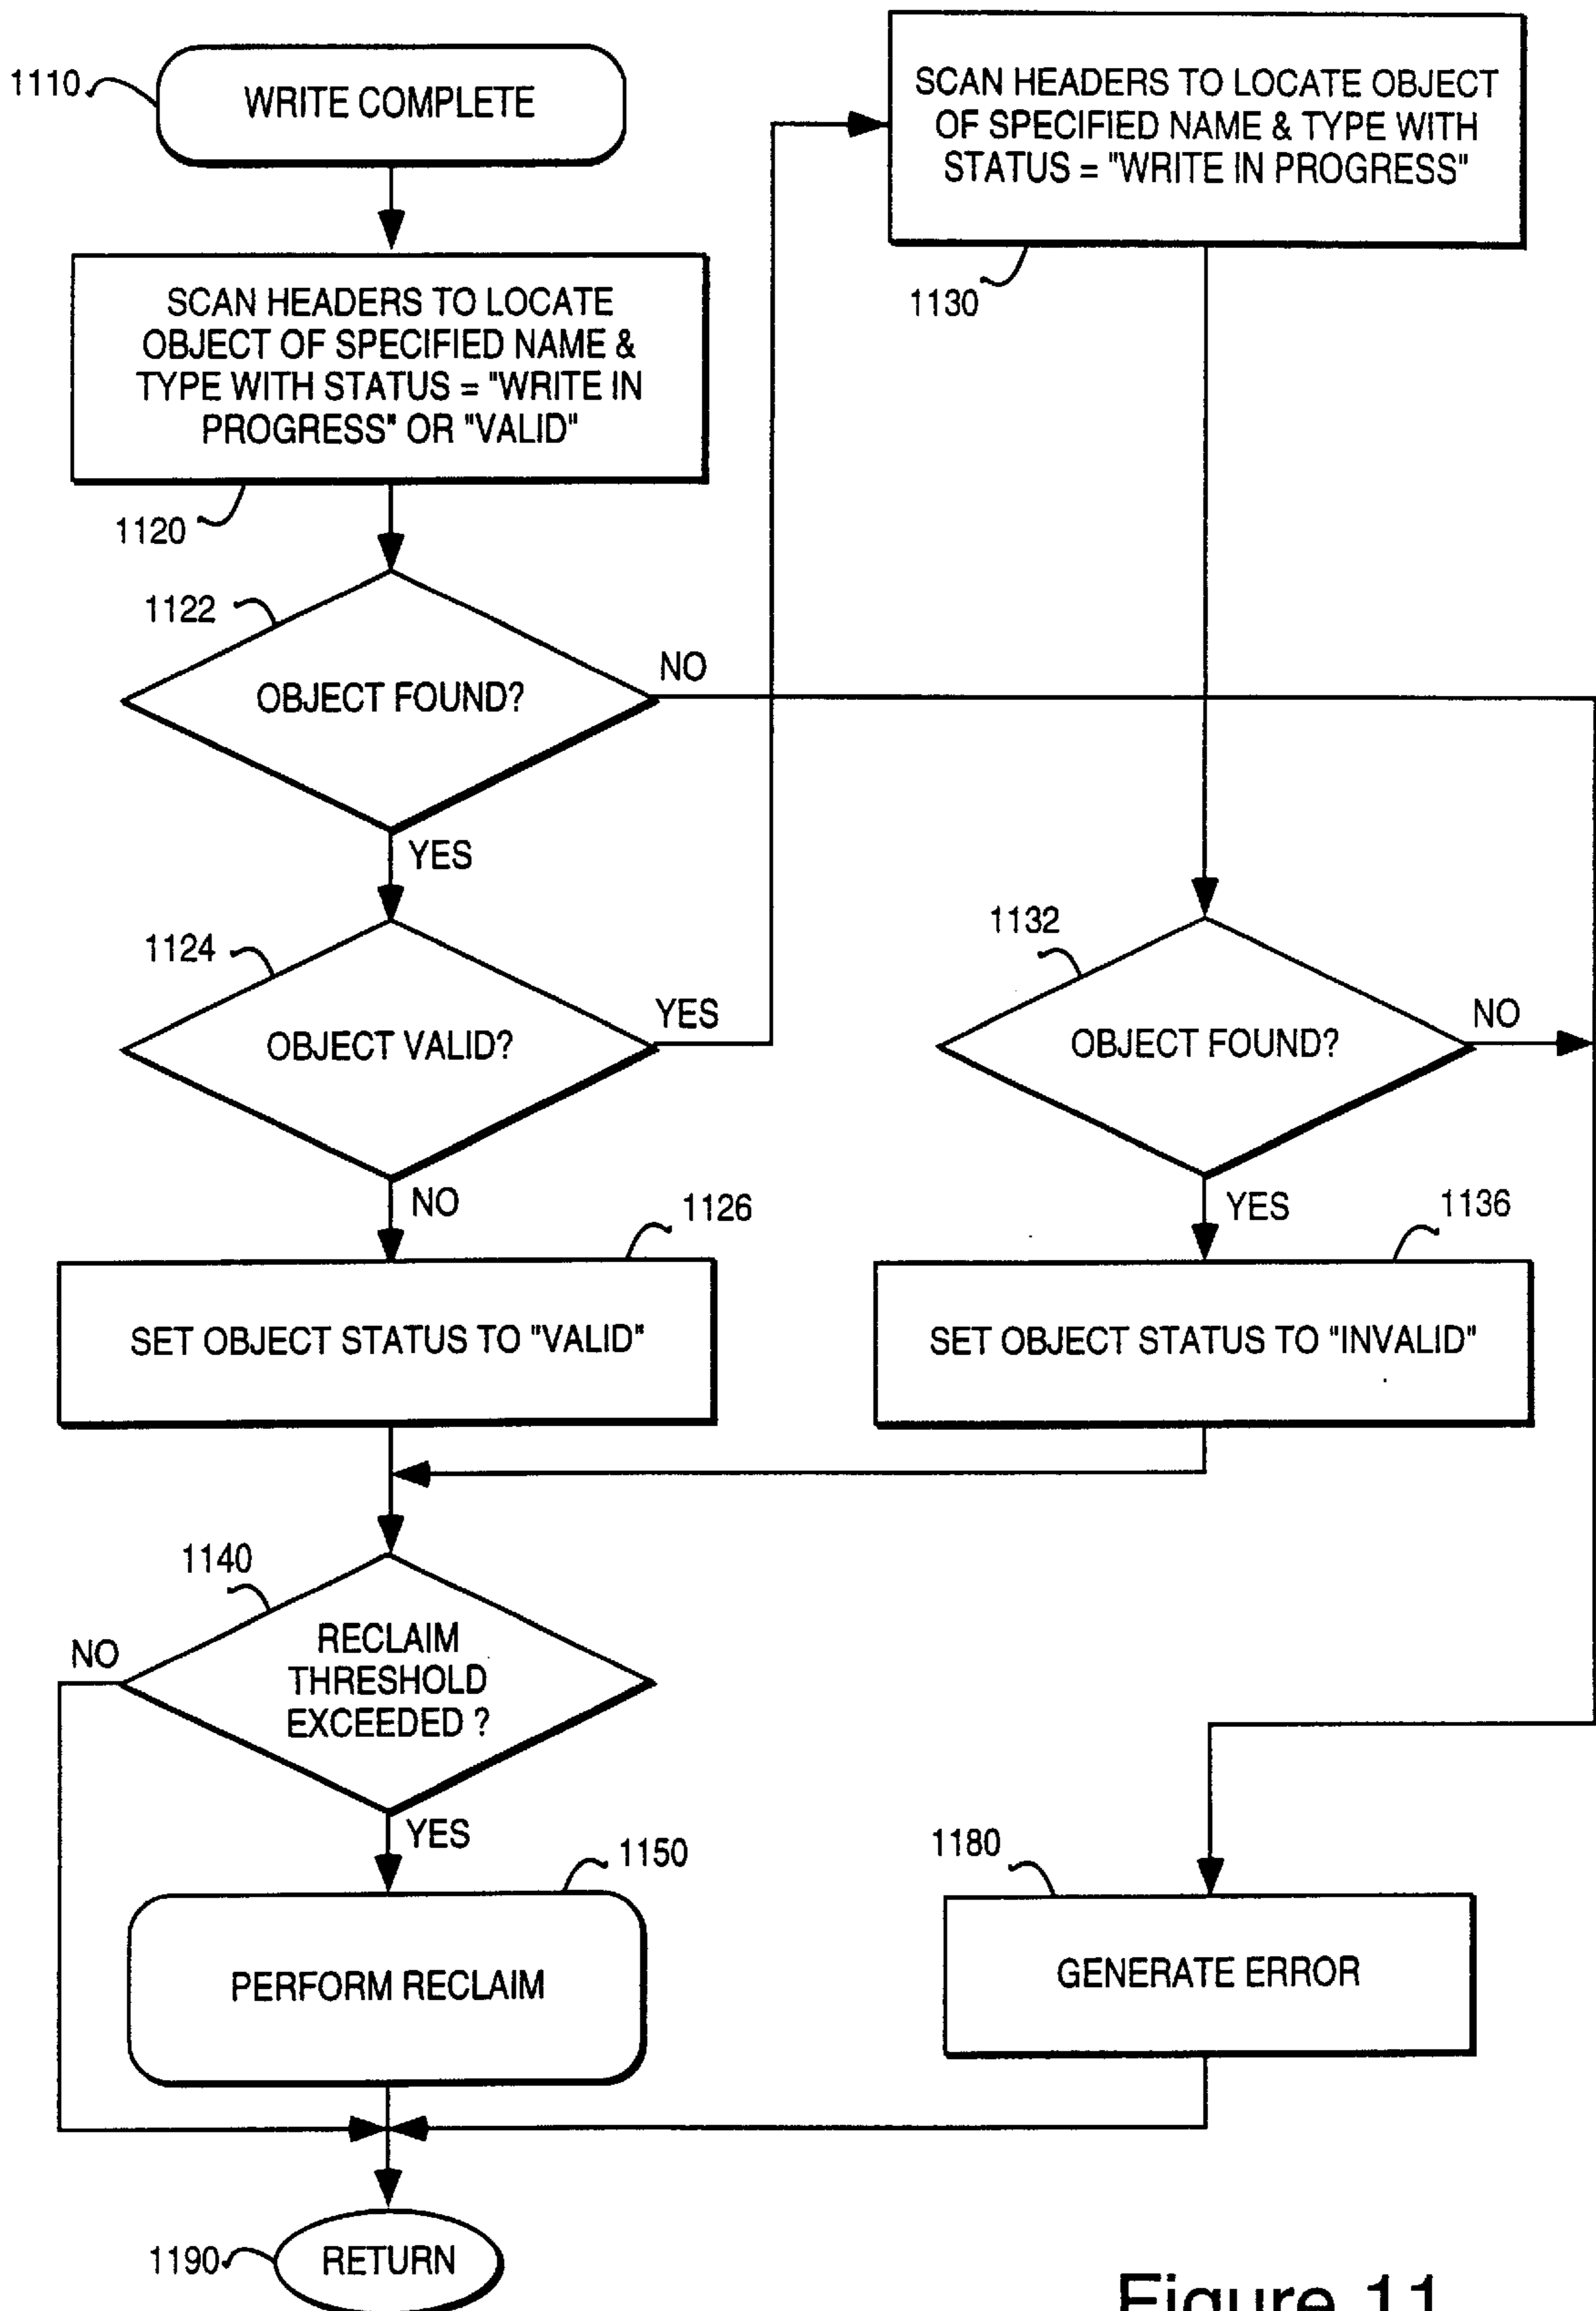 1110
WRITE COMPLETE
SCAN HEADERS TO LOCATE
OBJECT OF SPECIFIED NAME &
TYPE WITH STATUS = "WRITE IN
PROGRESS" OR "VALID"
1120
1122
OBJECT FOUND?
NO
YES
1124
OBJECT VALID?
YES
NO
1126
SET OBJECT STATUS TO "VALID"
SCAN HEADERS TO LOCATE OBJECT
OF SPECIFIED NAME & TYPE WITH
STATUS = "WRITE IN PROGRESS"
1130
1132
OBJECT FOUND?
NO
YES
1136
SET OBJECT STATUS TO "INVALID"
1140
RECLAIM
THRESHOLD
EXCEEDED ?
NO
YES
1150
PERFORM RECLAIM
1180
GENERATE ERROR
1190
RETURN
Figure 11